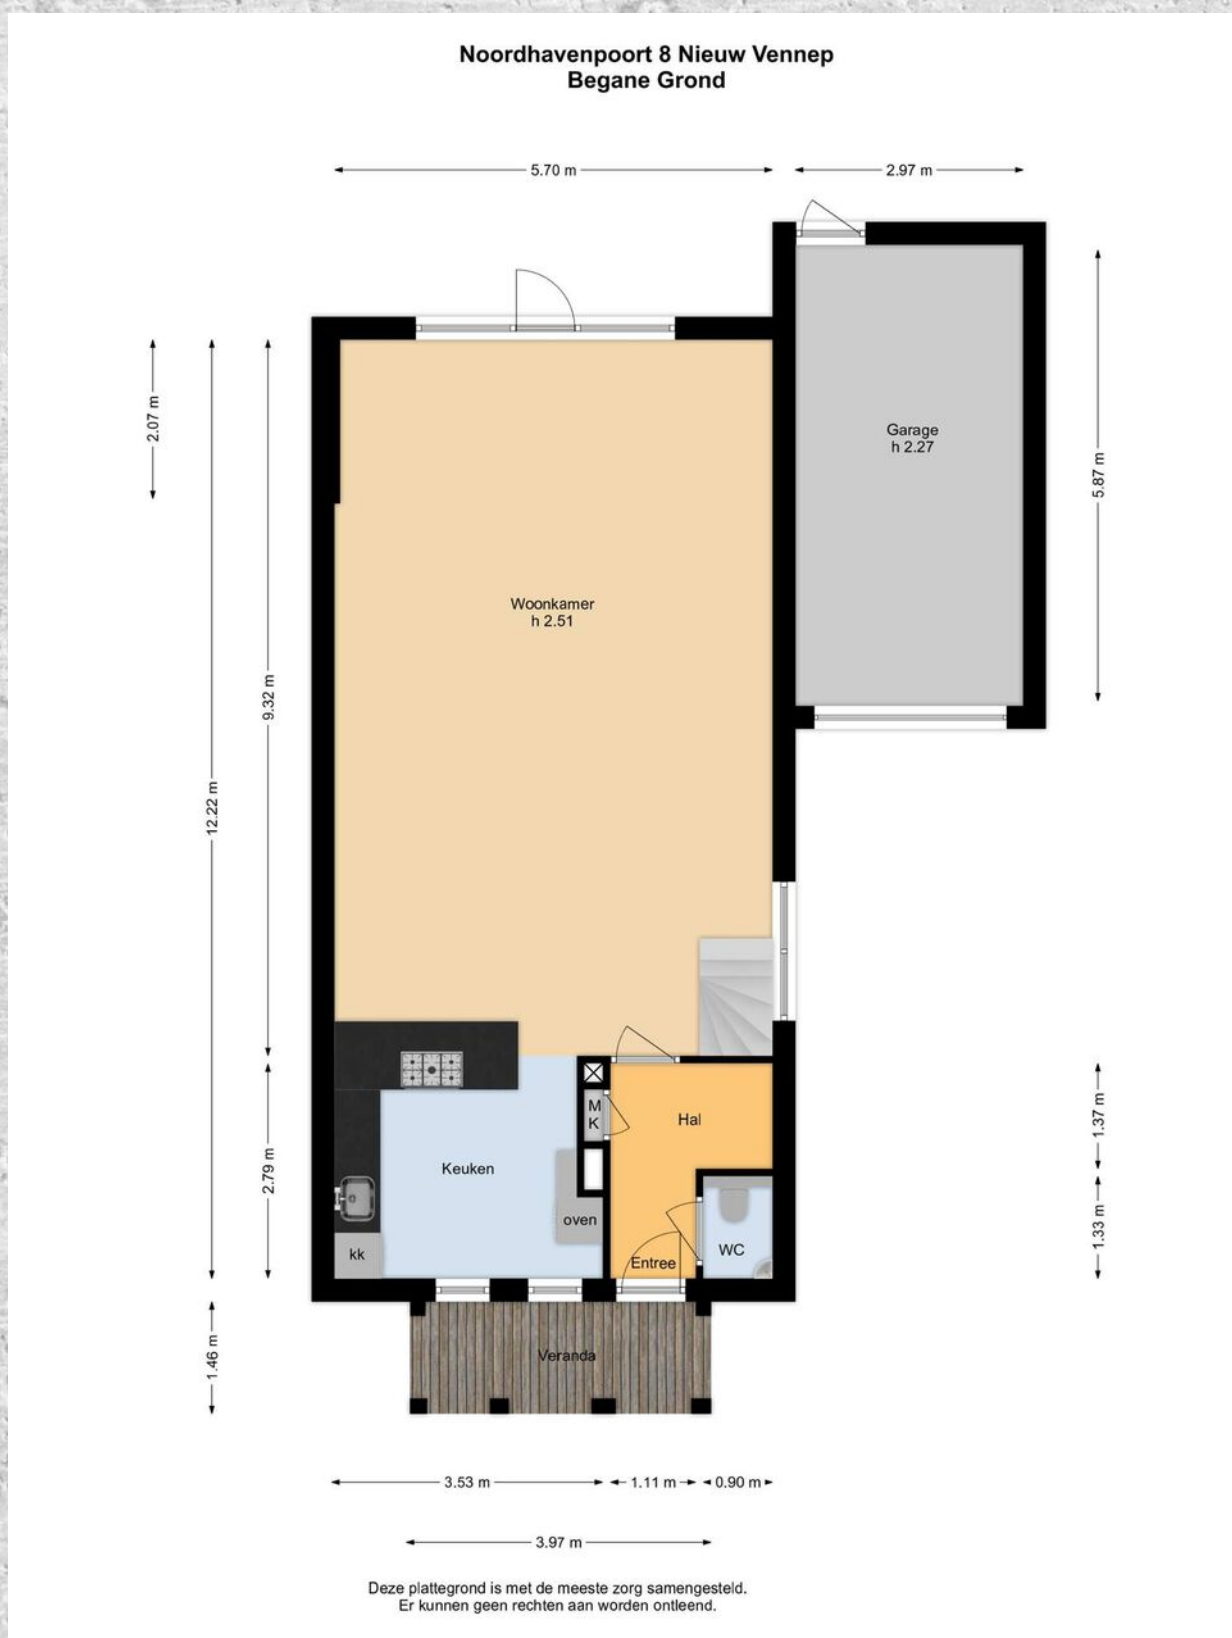 Noordhavenpoort 8 Nieuw Vennep
Begane Grond
5.70 m
2.97 m
2.07 m
Garage
h 2.27
5.87 m
Woonkamer
h 2.51
9.32 m
12.22 m
M
K
Hal
1.37 m
Keuken
2.79 m
oven
1.33 m
kk
WC
Entree
Veranda
1.46 m
3.53 m
1.11 m
0.90 m
3.97 m
Deze plattegrond is met de meeste zorg samengesteld.
Er kunnen geen rechten aan worden ontleend.